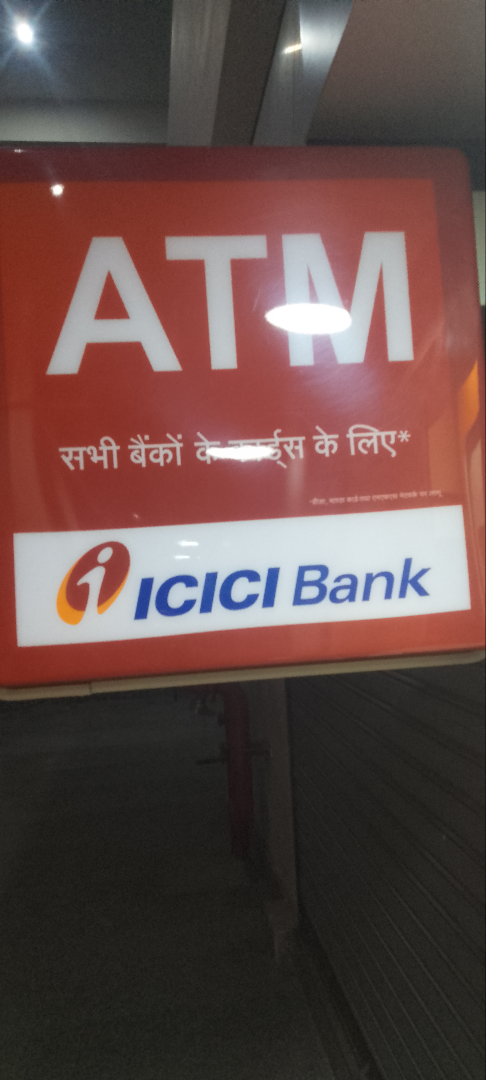 ATM
सभी बैंकों के कार्ड्स के लिए*
ICICI Bank